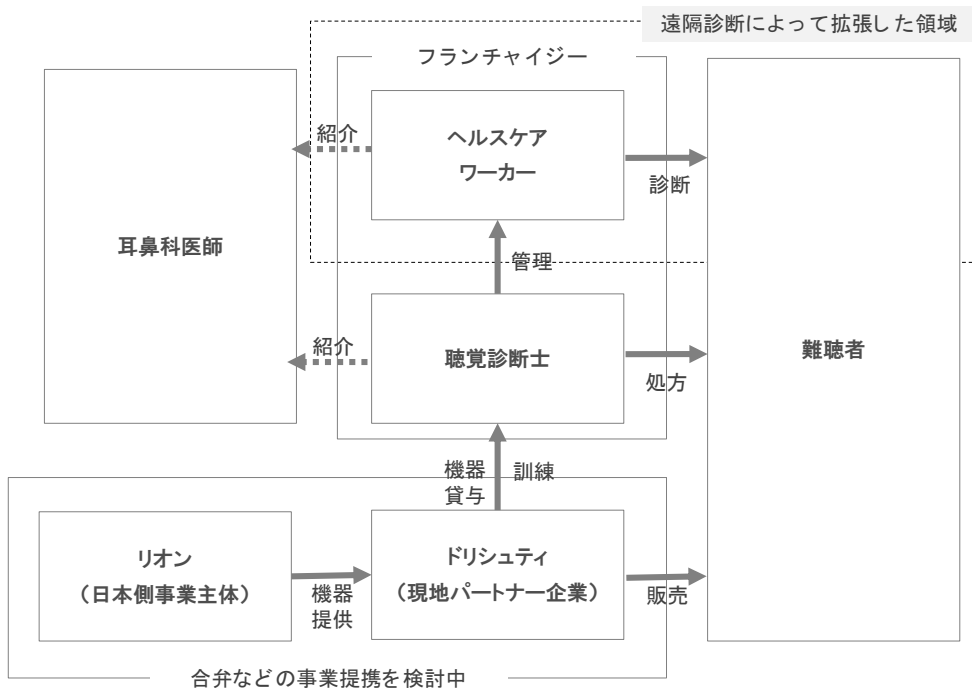 遠隔診断によって拡張した領域
フランチャイジー
紹介
ヘルスケア
ワーカー
診断
耳鼻科医師
管理
紹介
聴覚診断士
処方
難聴者
機器
貸与
訓練
リオン
（日本側事業主体）
機器
提供
ドリシュティ
（現地パートナー企業）
販売
合弁などの事業提携を検討中